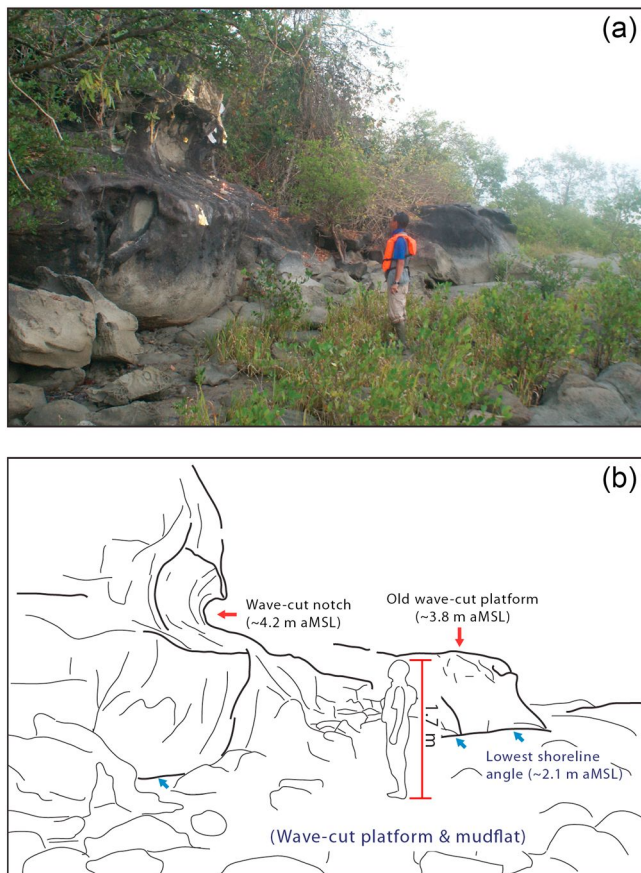 (a)
(b)
Wave-cut notch
(~4.2 m aMSL)
Old wave-cut platform
(~3.8 m aMSL)
1.7 m
Lowest shoreline
angle (~2.1 m aMSL)
(Wave-cut platform & mudflat)